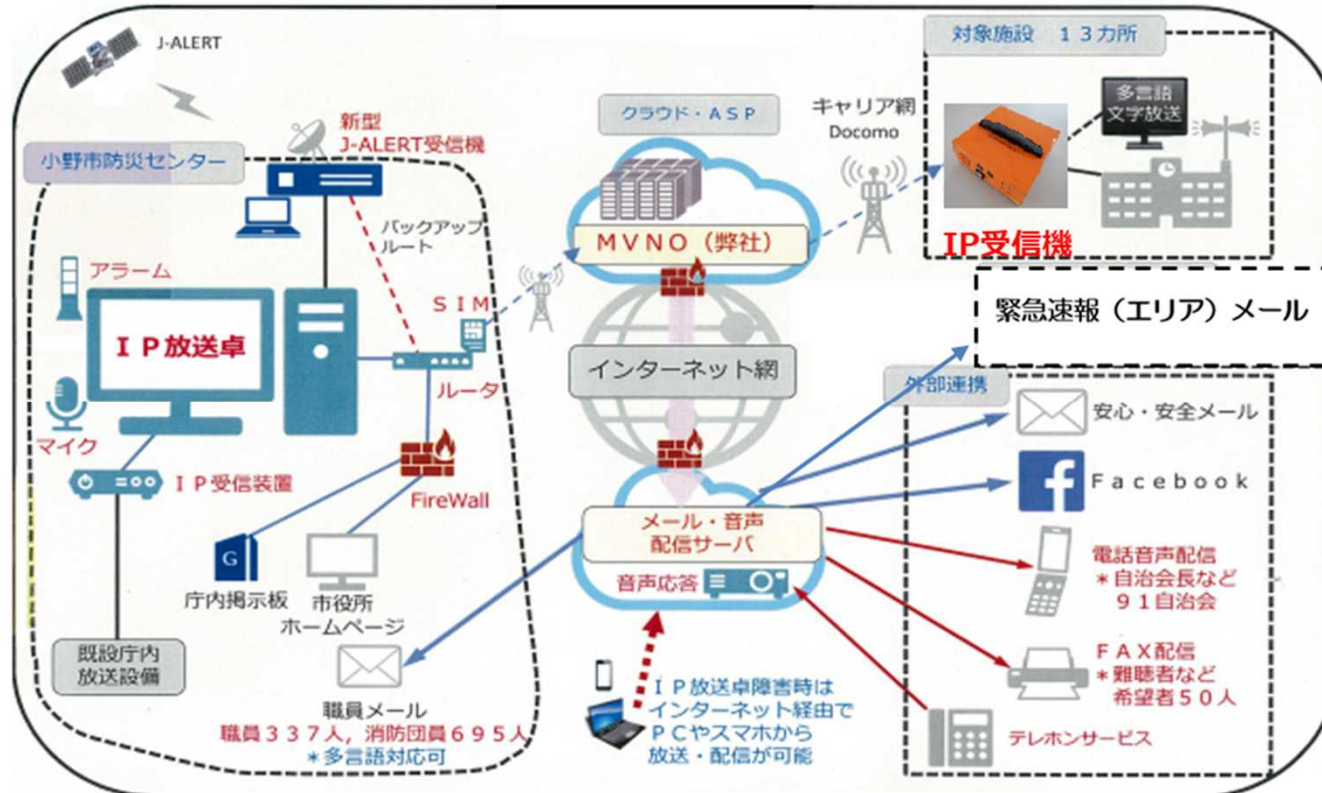 J-ALERT
小野市防災センター
新型
J-ALERT受信機
バックアップ
ルート
アラーム
IP放送卓
マイク
SIM
ルータ
IP受信装置
FireWall
G
庁内掲示板
市役所
ホームページ
既設庁内
放送設備
職員メール
職員337人，消防団員695人
＊多言語対応可
クラウド・ASP
MVNO（弊社）
インターネット網
メール・音声
配信サーバ
音声応答
IP放送卓障害時は
インターネット経由で
PCやスマホから
放送・配信が可能
キャリア網
Docomo
対象施設　13カ所
多言語
文字放送
IP受信機
緊急速報（エリア）メール
外部連携
安心・安全メール
f
Facebook
電話音声配信
＊自治会長など
91自治会
FAX配信
＊難聴者など
希望者50人
テレホンサービス